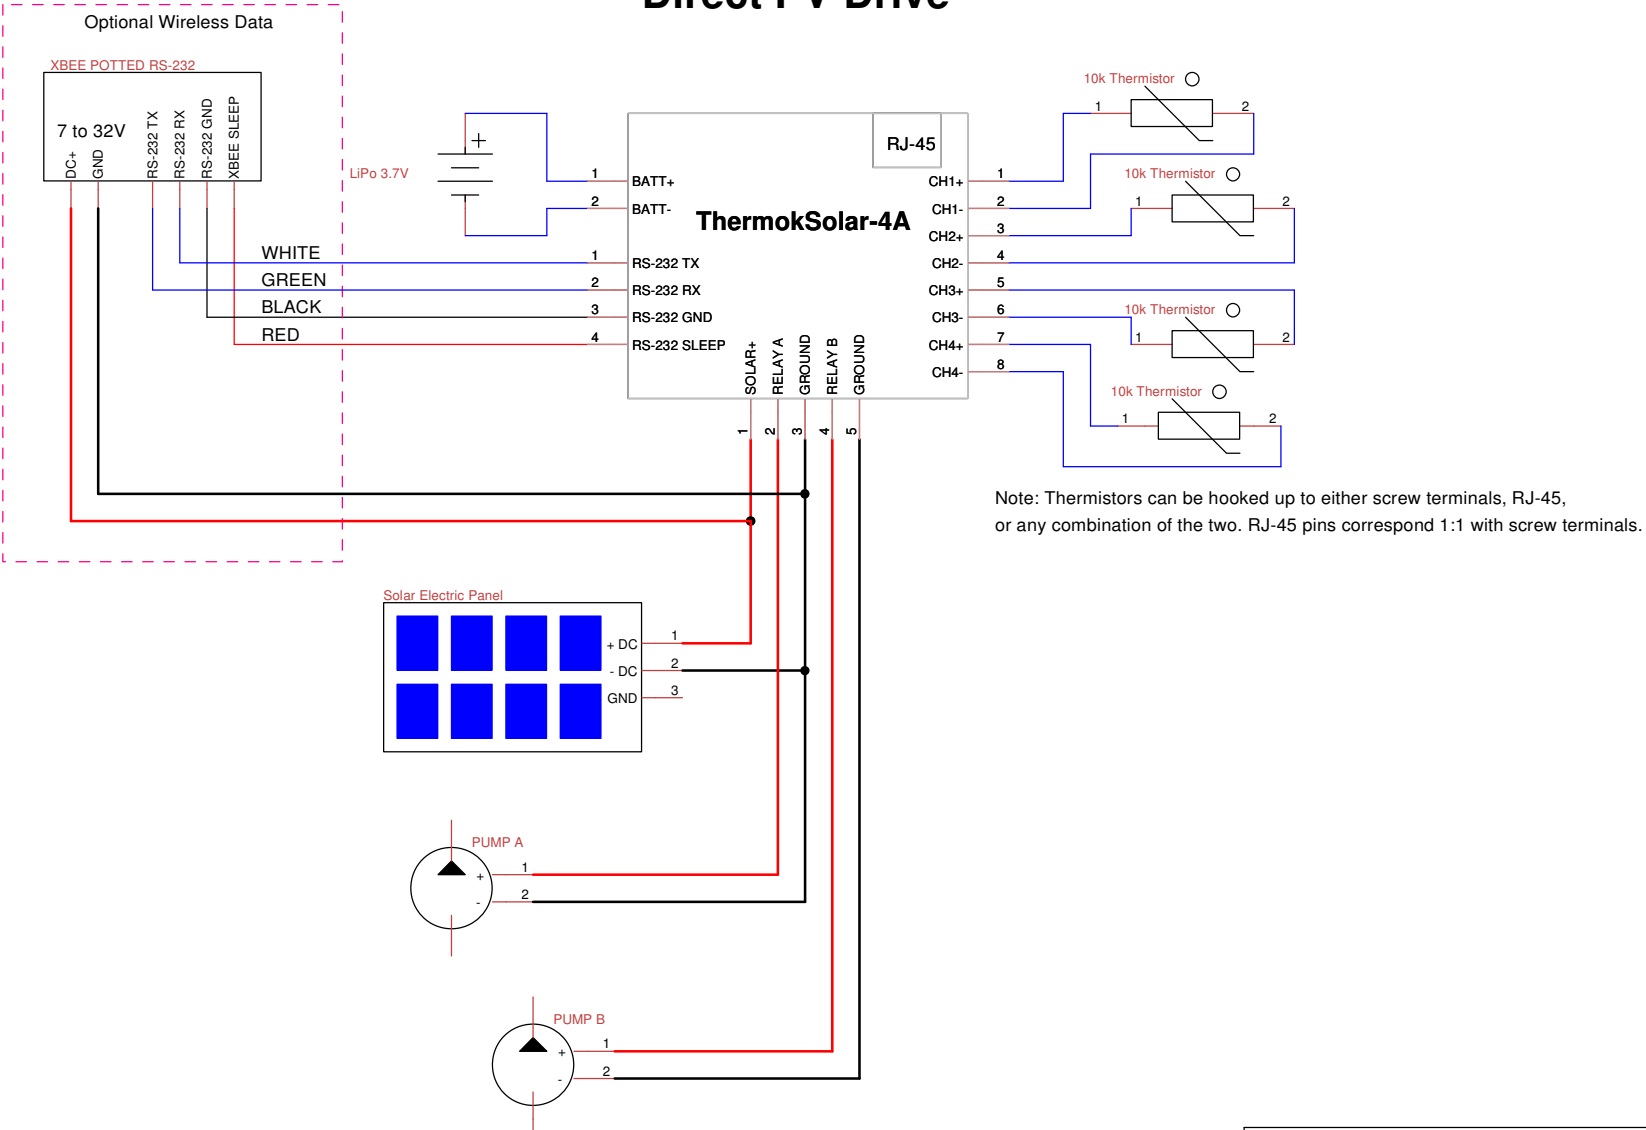 Direct PV Drive
Optional Wireless Data
XBEE POTTED RS-232
7 to 32V
DC+
GND
RS-232 TX
RS-232 RX
RS-232 GND
XBEE SLEEP
WHITE
GREEN
BLACK
RED
LiPo 3.7V
+
1
2
1
2
3
4
BATT+
BATT-
RS-232 TX
RS-232 RX
RS-232 GND
RS-232 SLEEP
RJ-45
ThermokSolar-4A
CH1+
CH1-
CH2+
CH2-
CH3+
CH3-
CH4+
CH4-
1
2
3
4
5
6
7
8
SOLAR+
RELAY A
GROUND
RELAY B
GROUND
1
2
3
4
5
10k Thermistor
1
2
10k Thermistor
1
2
10k Thermistor
1
2
10k Thermistor
1
2
Note: Thermistors can be hooked up to either screw terminals, RJ-45,
or any combination of the two. RJ-45 pins correspond 1:1 with screw terminals.
Solar Electric Panel
+ DC
- DC
GND
1
2
3
PUMP A
+
-
1
2
PUMP B
+
-
1
2